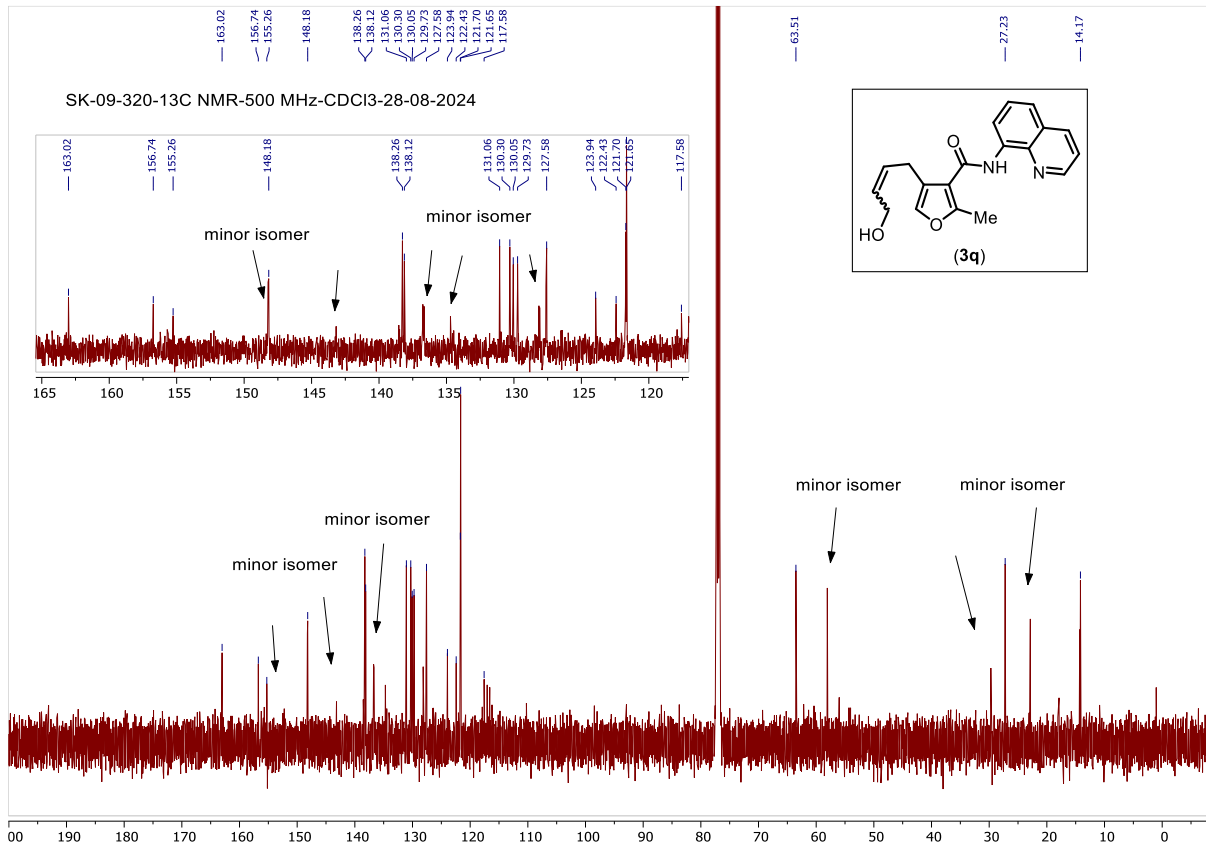 163.02
156.74
155.26
148.18
138.26
138.12
131.06
130.30
130.05
129.73
127.58
123.94
122.43
121.70
121.65
117.58
63.51
27.23
14.17
SK-09-320-13C NMR-500 MHz-CDCl3-28-08-2024
163.02
156.74
155.26
148.18
138.26
138.12
131.06
130.30
130.05
129.73
127.58
123.94
122.43
121.70
121.65
117.58
minor isomer
minor isomer
165 160 155 150 145 140 135 130 125 120
O
NH
N
O
Me
HO
(3q)
minor isomer
minor isomer
minor isomer
minor isomer
00 190 180 170 160 150 140 130 120 110 100 90 80 70 60 50 40 30 20 10 0